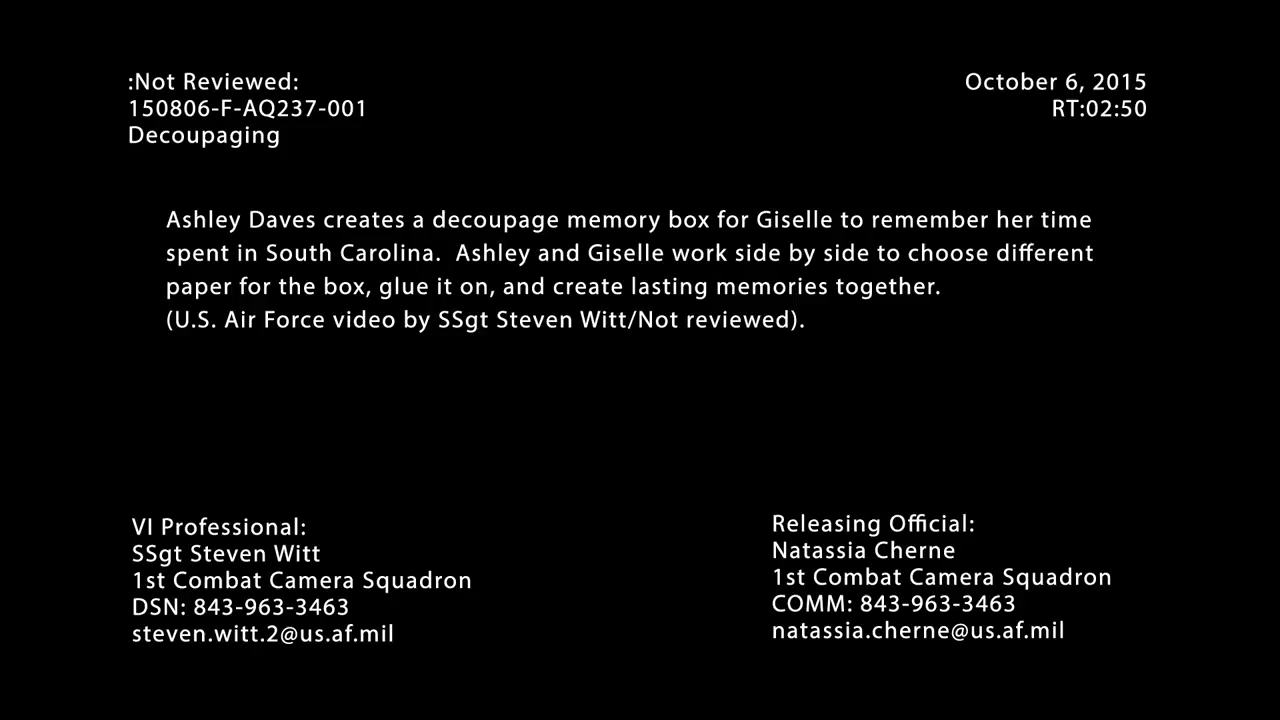 :Not Reviewed:
150806-F-AQ237-001
Decoupaging
October 6, 2015
RT:02:50
Ashley Daves creates a decoupage memory box for Giselle to remember her time
spent in South Carolina.  Ashley and Giselle work side by side to choose different
paper for the box, glue it on, and create lasting memories together.
(U.S. Air Force video by SSgt Steven Witt/Not reviewed).
VI Professional:
SSgt Steven Witt
1st Combat Camera Squadron
DSN: 843-963-3463
steven.witt.2@us.af.mil
Releasing Official:
Natassia Cherne
1st Combat Camera Squadron
COMM: 843-963-3463
natassia.cherne@us.af.mil